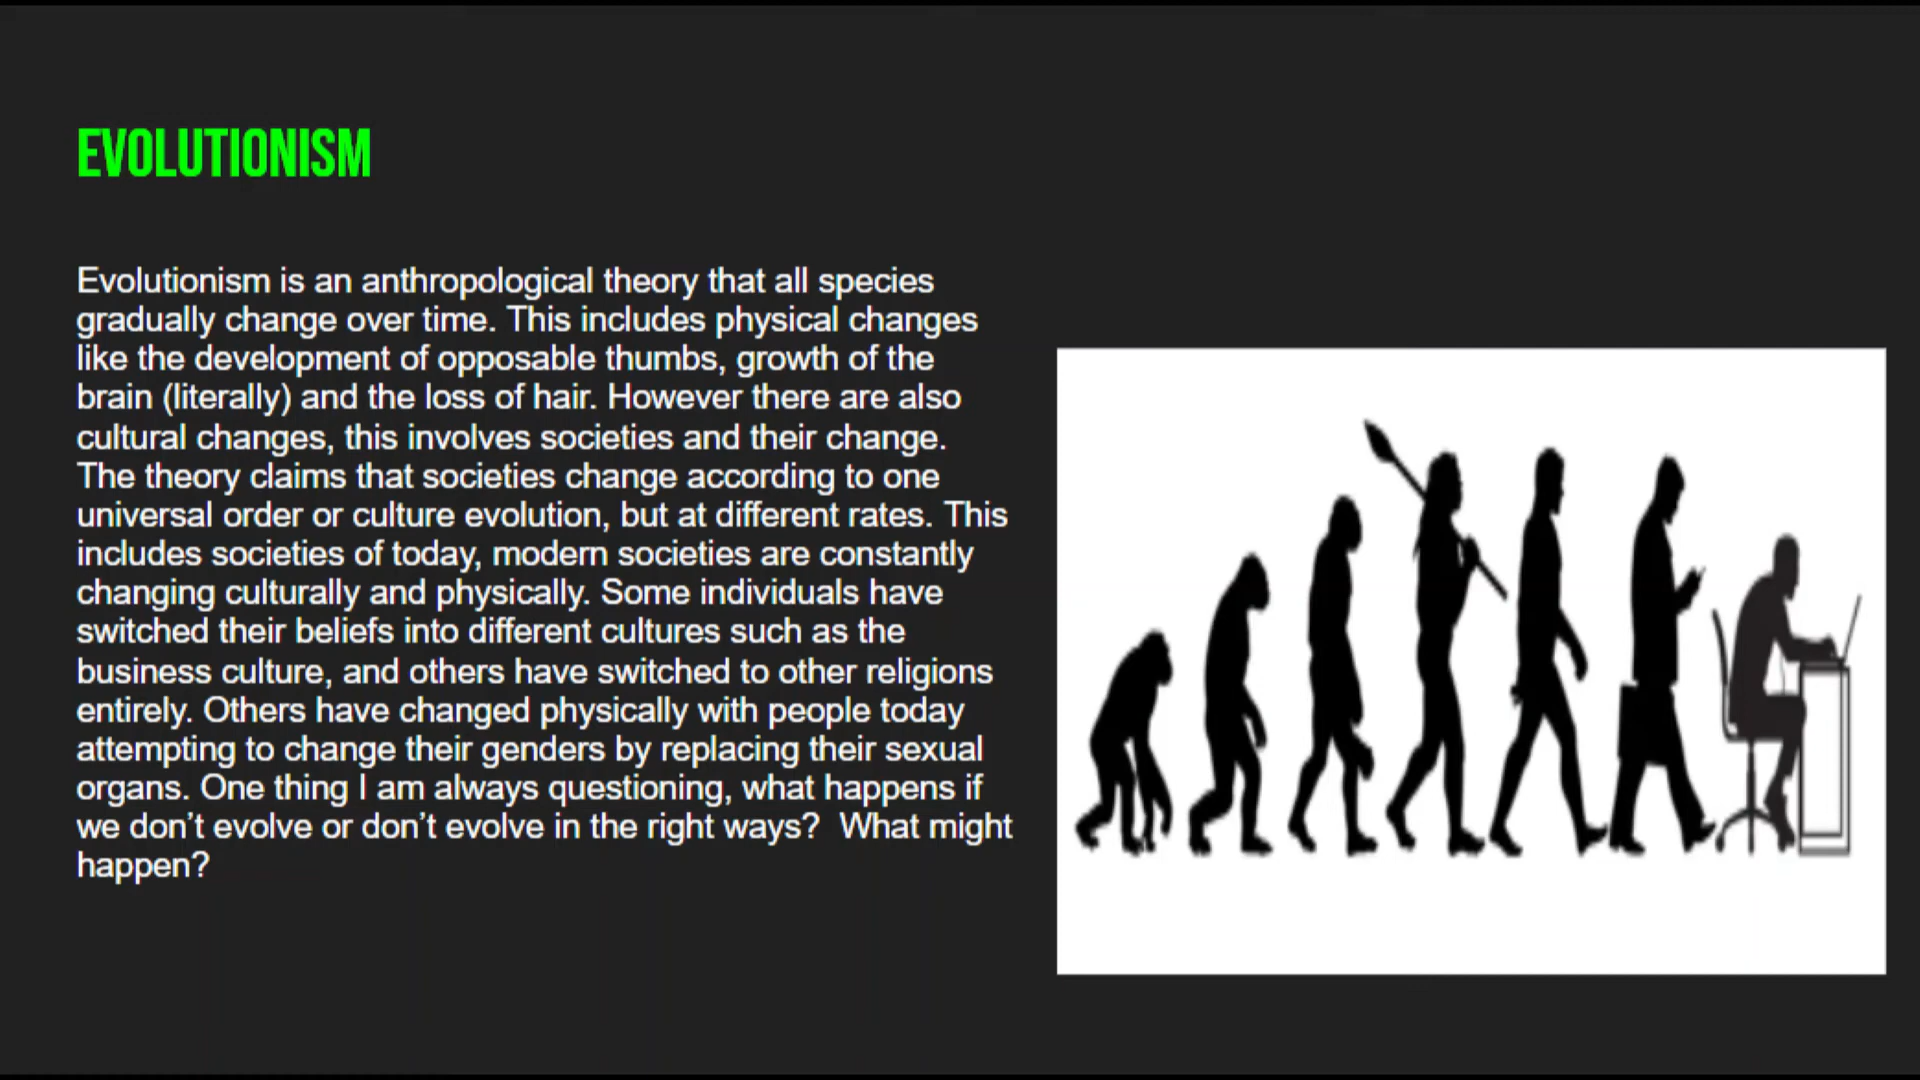 EVOLUTIONISM
Evolutionism is an anthropological theory that all species
gradually change over time. This includes physical changes
like the development of opposable thumbs, growth of the
brain (literally) and the loss of hair. However there are also
cultural changes, this involves societies and their change.
The theory claims that societies change according to one
universal order or culture evolution, but at different rates. This
includes societies of today, modern societies are constantly
changing culturally and physically. Some individuals have
switched their beliefs into different cultures such as the
business culture, and others have switched to other religions
entirely. Others have changed physically with people today
attempting to change their genders by replacing their sexual
organs. One thing I am always questioning, what happens if
we don’t evolve or don’t evolve in the right ways?  What might
happen?